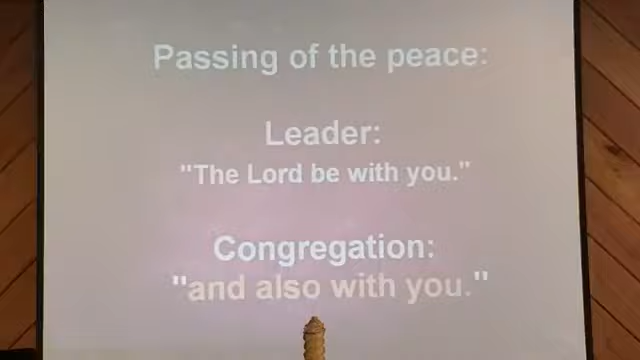 Passing of the peace:
Leader:
"The Lord be with you."
Congregation:
"and also with you."